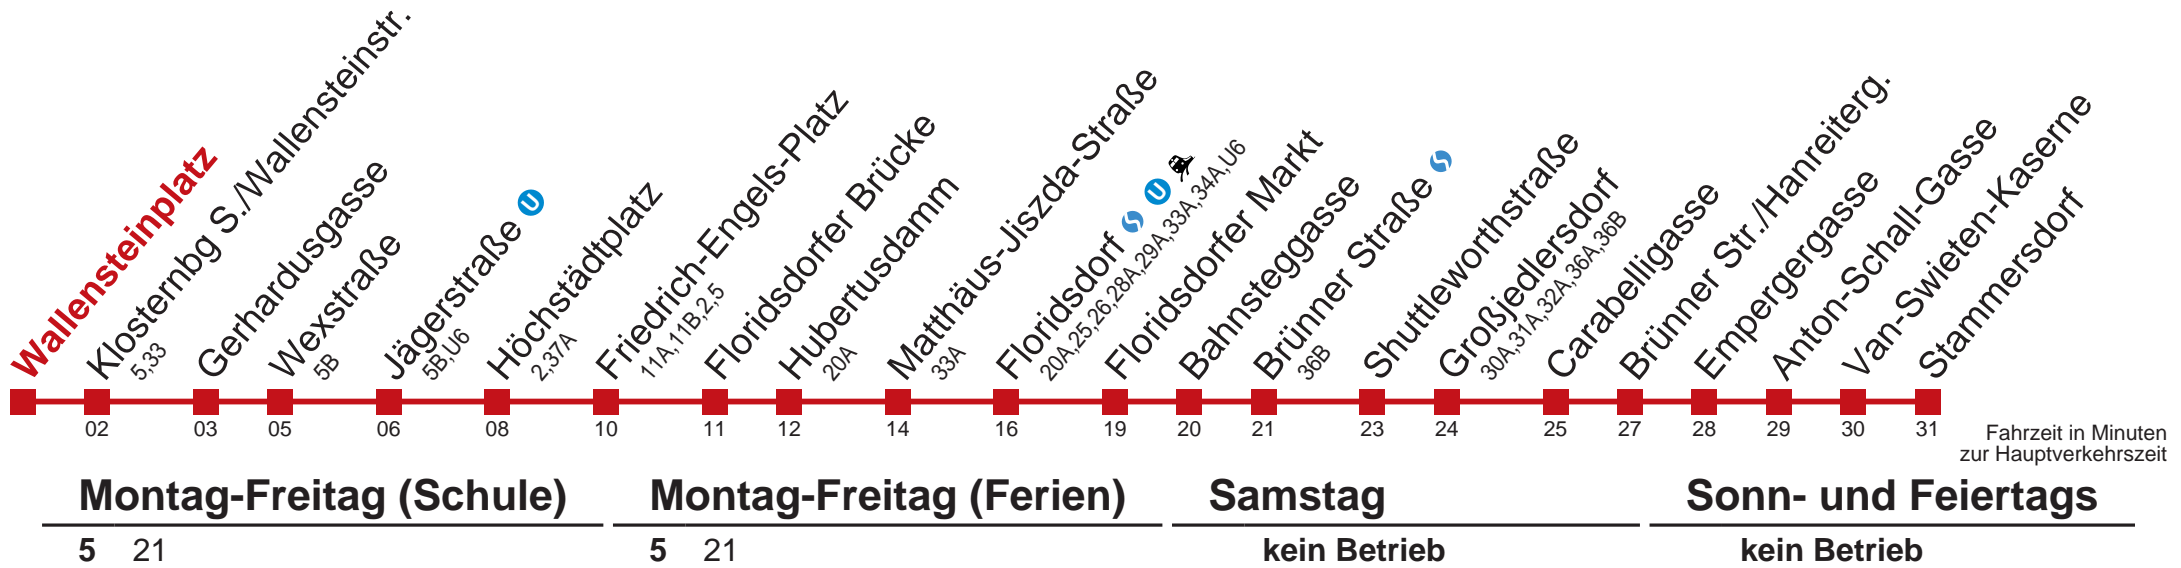 Wallensteinplatz
Klosternbg S./Wallensteinstr.
5,33
Gerhardusgasse
Wexstraße
5B
Jägerstraße U
5B,U6
Höchstädtplatz
2,37A
Friedrich-Engels-Platz
11A,11B,2,5
Floridsdorfer Brücke
Hubertusdamm
20A
Matthäus-Jiszda-Straße
33A
Floridsdorf S U
20A,25,26,28A,29A,33A,34A,U6
Floridsdorfer Markt
Bahnsteggasse
Brünner Straße S
36B
Shuttleworthstraße
Großjedlersdorf
30A,31A,32A,36A,36B
Carabelligasse
Brünner Str./Hanreiterg.
Empergergasse
Anton-Schall-Gasse
Van-Swieten-Kaserne
Stammersdorf
02 03 05 06 08 10 11 12 14 16 19 20 21 23 24 25 27 28 29 30 31
Fahrzeit in Minuten
zur Hauptverkehrszeit
Montag-Freitag (Schule) Montag-Freitag (Ferien) Samstag Sonn- und Feiertags
5 21 5 21 kein Betrieb kein Betrieb